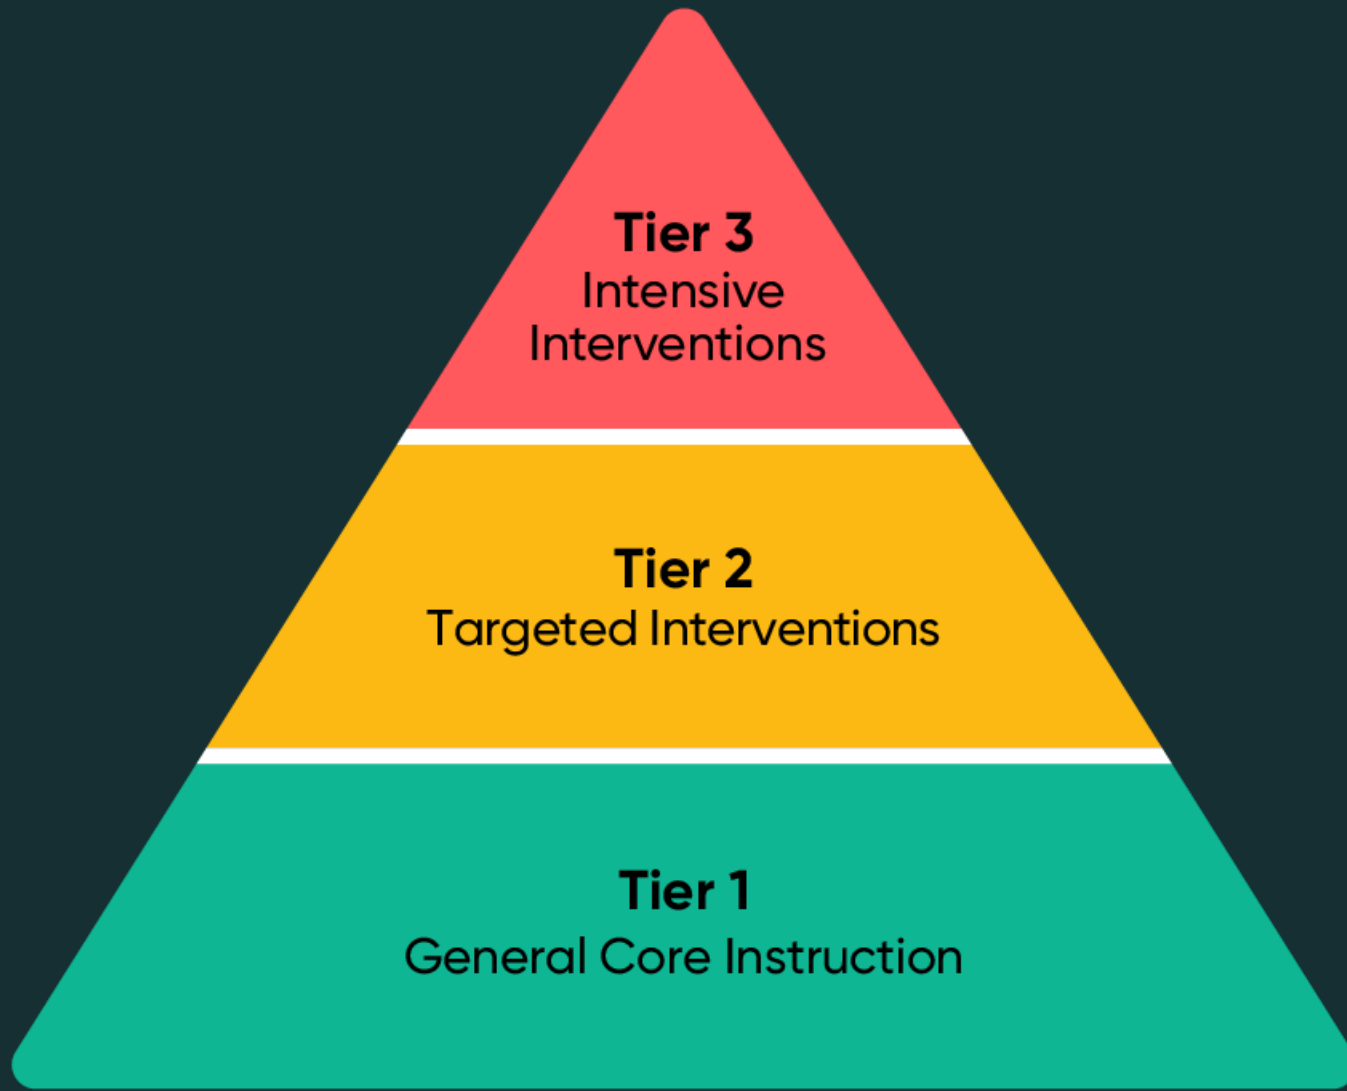 Tier 3
Intensive
Interventions
Tier 2
Targeted Interventions
Tier 1
General Core Instruction